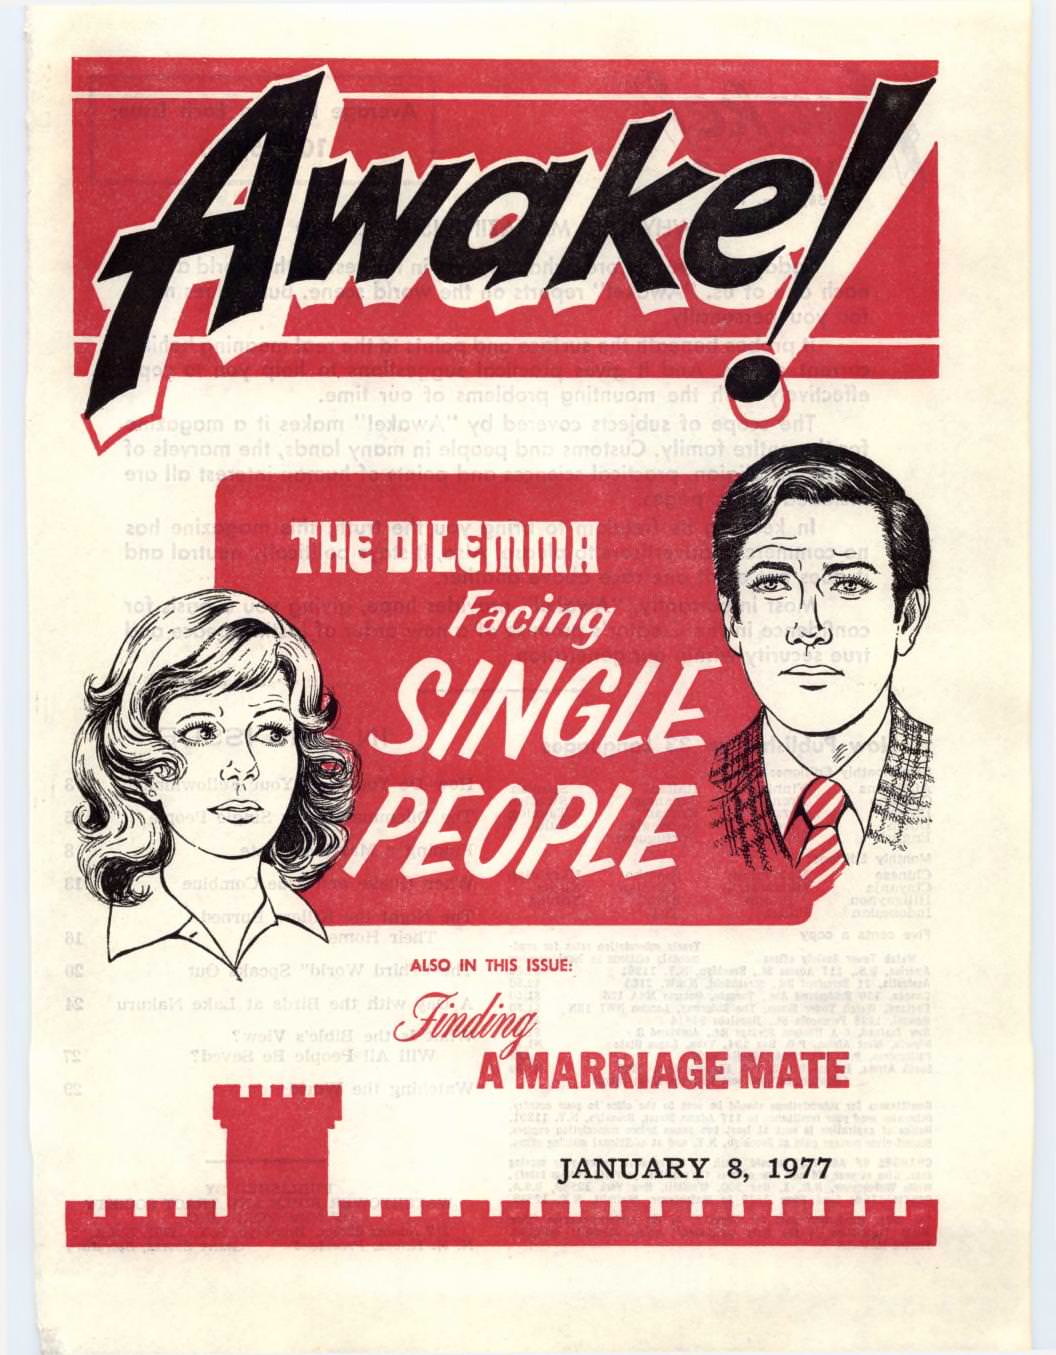 Awake!
THE DILEMMA
Facing
SINGLE
PEOPLE
ALSO IN THIS ISSUE:
Finding
A MARRIAGE MATE
JANUARY 8, 1977